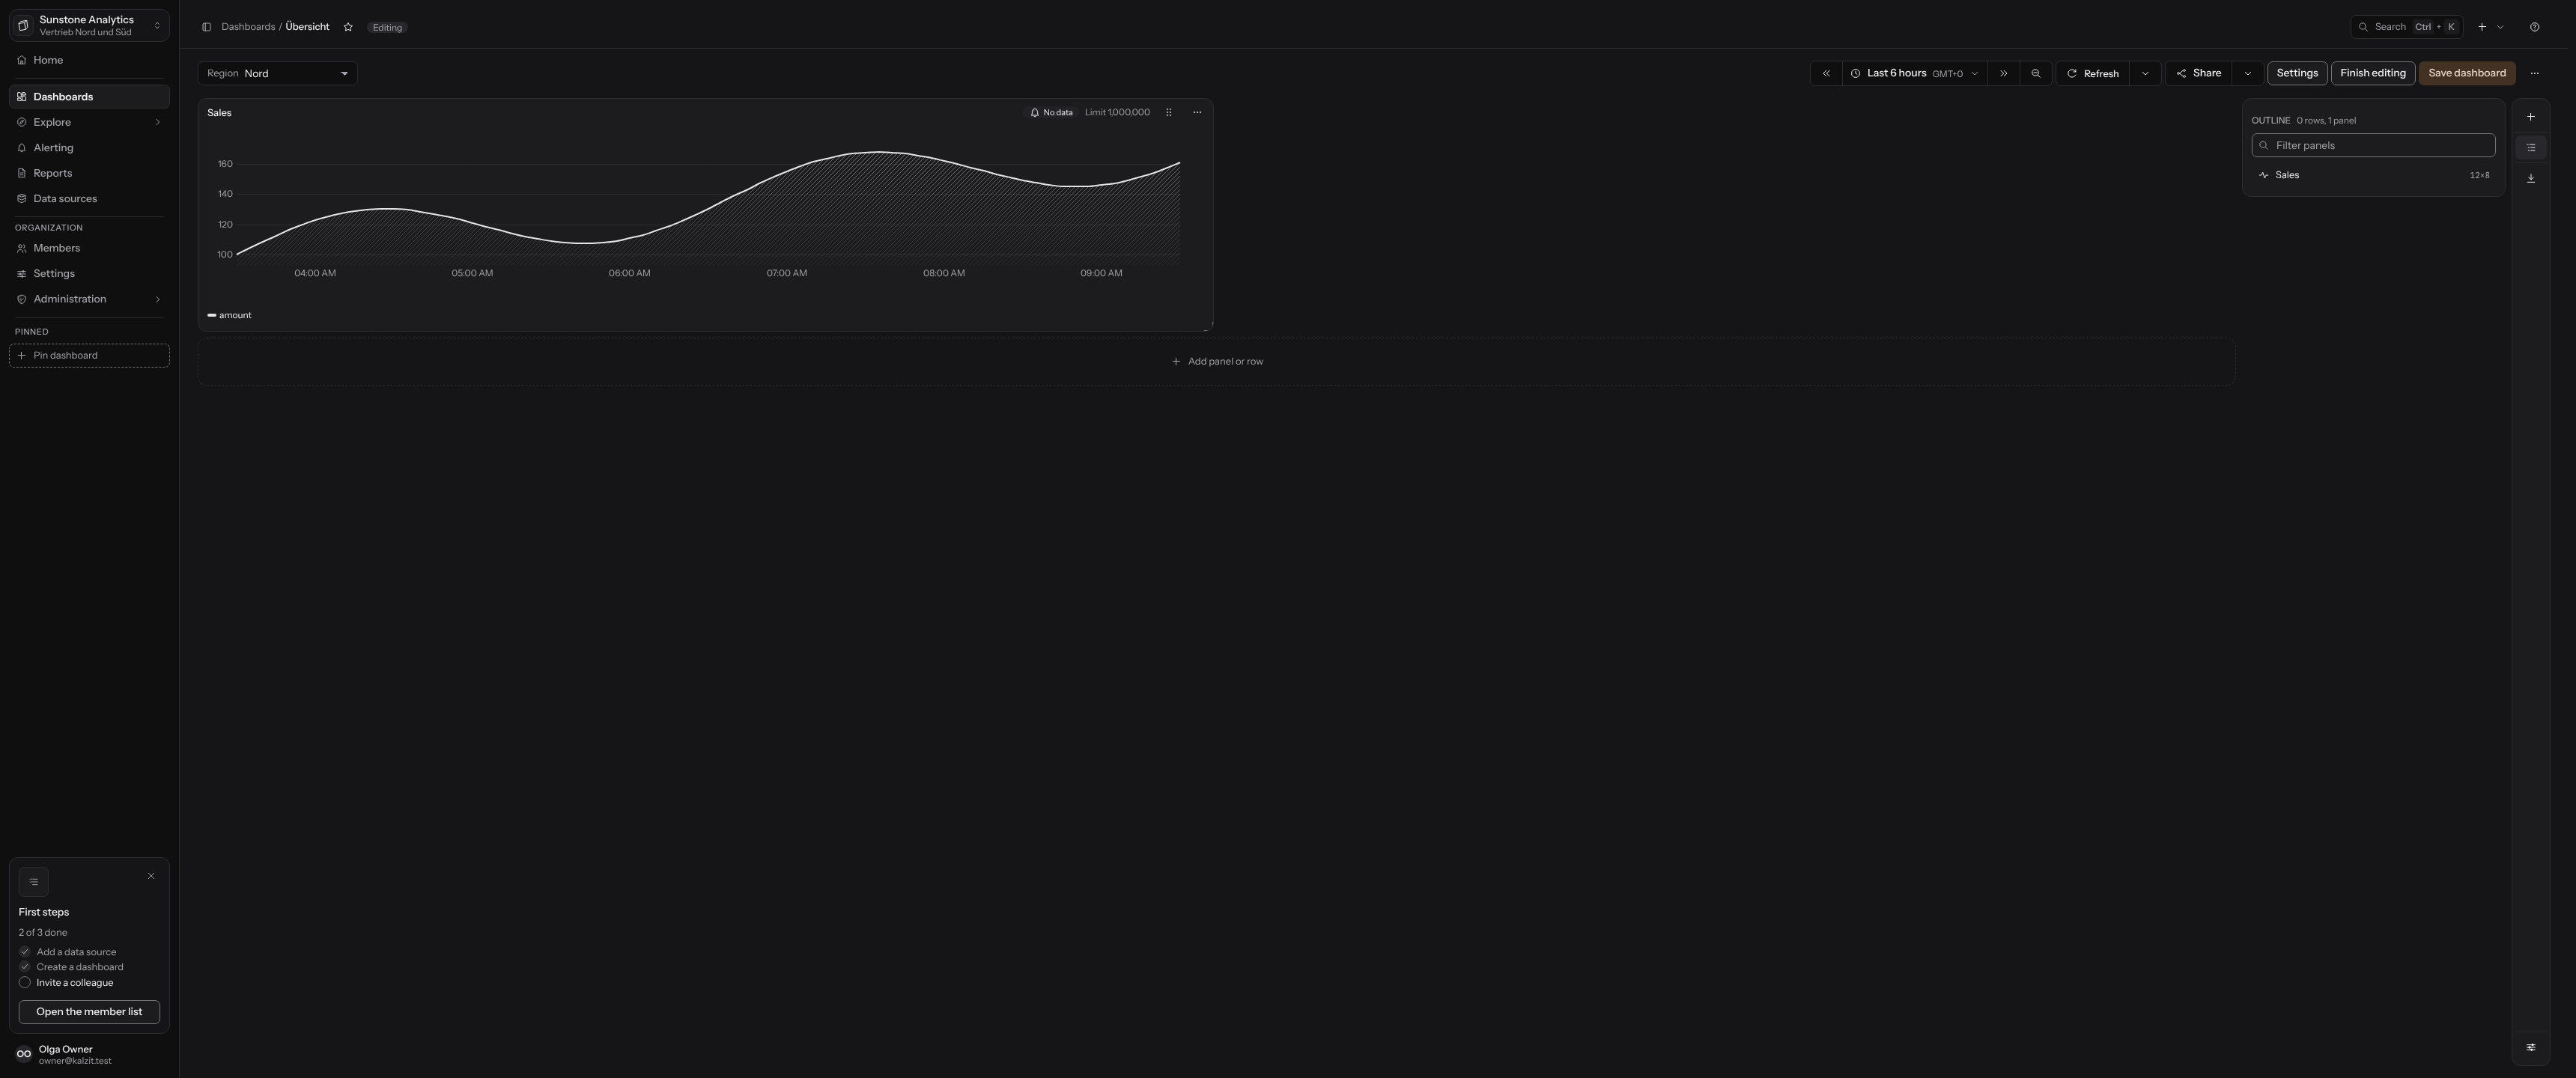 Sunstone Analytics
Vertrieb Nord und Süd
Home
Dashboards
Explore
Alerting
Reports
Data sources
ORGANIZATION
Members
Settings
Administration
PINNED
Pin dashboard
First steps
2 of 3 done
Add a data source
Create a dashboard
Invite a colleague
Open the member list
OO Olga Owner
owner@kalzit.test
Dashboards / Übersicht Editing
Search Ctrl + K
Region Nord
Last 6 hours GMT+0 Refresh Share Settings Finish editing Save dashboard
Sales No data Limit 1,000,000
160
140
120
100
04:00 AM 05:00 AM 06:00 AM 07:00 AM 08:00 AM 09:00 AM
amount
Add panel or row
OUTLINE 0 rows, 1 panel
Filter panels
Sales 12×8